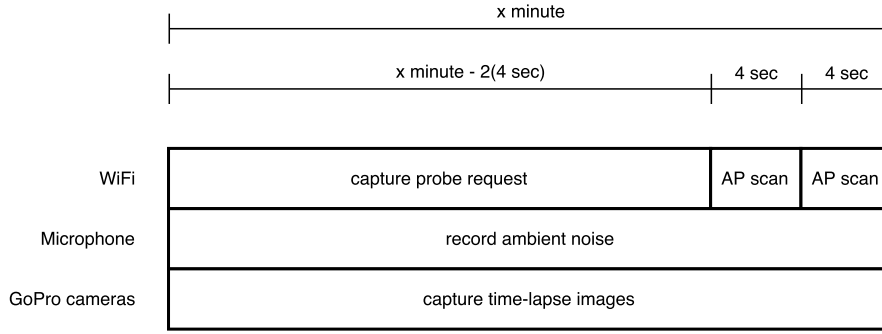 x minute
x minute - 2(4 sec) 4 sec 4 sec
WiFi capture probe request AP scan AP scan
Microphone record ambient noise
GoPro cameras capture time-lapse images